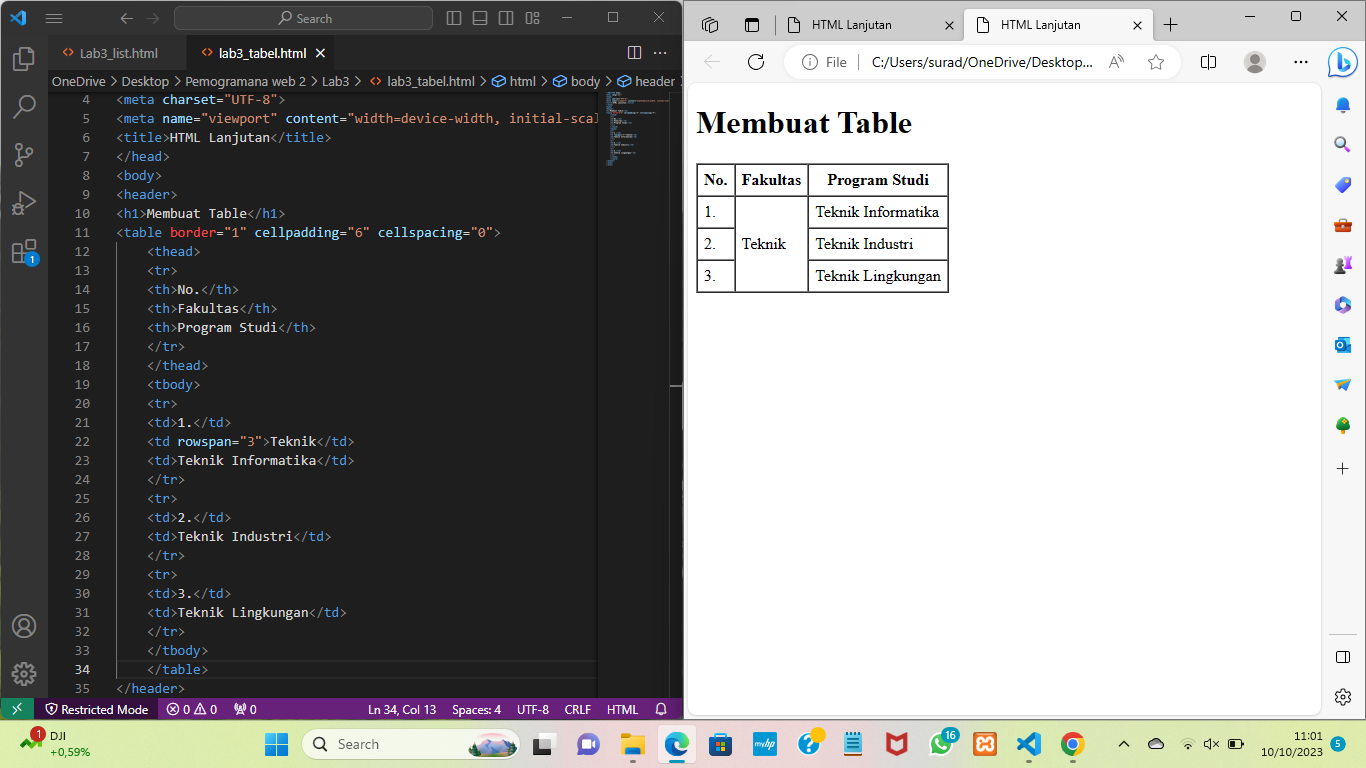 Search
Lab3_list.html
lab3_tabel.html
OneDrive > Desktop > Pemogramana web 2 > Lab3 > lab3_tabel.html > html > body > header
4 <meta charset="UTF-8">
5 <meta name="viewport" content="width=device-width, initial-scal
6 <title>HTML Lanjutan</title>
7 </head>
8 <body>
9 <header>
10 <h1>Membuat Table</h1>
11 <table border="1" cellpadding="6" cellspacing="0">
12 <thead>
13 <tr>
14 <th>No.</th>
15 <th>Fakultas</th>
16 <th>Program Studi</th>
17 </tr>
18 </thead>
19 <tbody>
20 <tr>
21 <td>1.</td>
22 <td rowspan="3">Teknik</td>
23 <td>Teknik Informatika</td>
24 </tr>
25 <tr>
26 <td>2.</td>
27 <td>Teknik Industri</td>
28 </tr>
29 <tr>
30 <td>3.</td>
31 <td>Teknik Lingkungan</td>
32 </tr>
33 </tbody>
34 </table>
35 </header>
1
Restricted Mode 0 0 0 Ln 34, Col 13 Spaces: 4 UTF-8 CRLF HTML
HTML Lanjutan
HTML Lanjutan
File C:/Users/surad/OneDrive/Desktop...
Membuat Table
No. Fakultas Program Studi
1. Teknik Informatika
2. Teknik Teknik Industri
3. Teknik Lingkungan
1 DJI
+0,59%
Search
myhp
16
11:01
10/10/2023
5